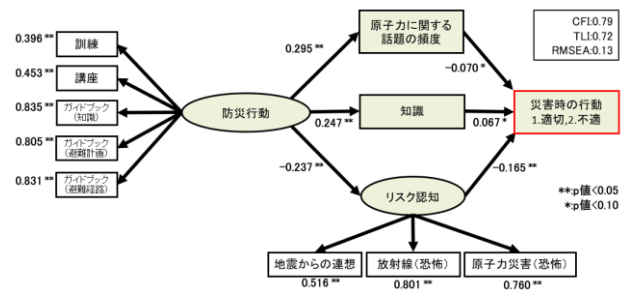 CFI:0.79
TLI:0.72
RMSEA:0.13
原子力に関する
話題の頻度
0.396 **
訓練
0.295 **
-0.070 *
0.453 **
講座
0.835 **
ガイドブック
(知識)
防災行動
0.247 **
知識
0.067 *
災害時の行動
1.適切,2.不適
0.805 **
ガイドブック
(避難計画)
0.831 **
ガイドブック
(避難経路)
-0.237 **
-0.165 **
リスク認知
**:p値<0.05
*:p値<0.10
地震からの連想
放射線(恐怖)
原子力災害(恐怖)
0.516 **
0.801 **
0.760 **